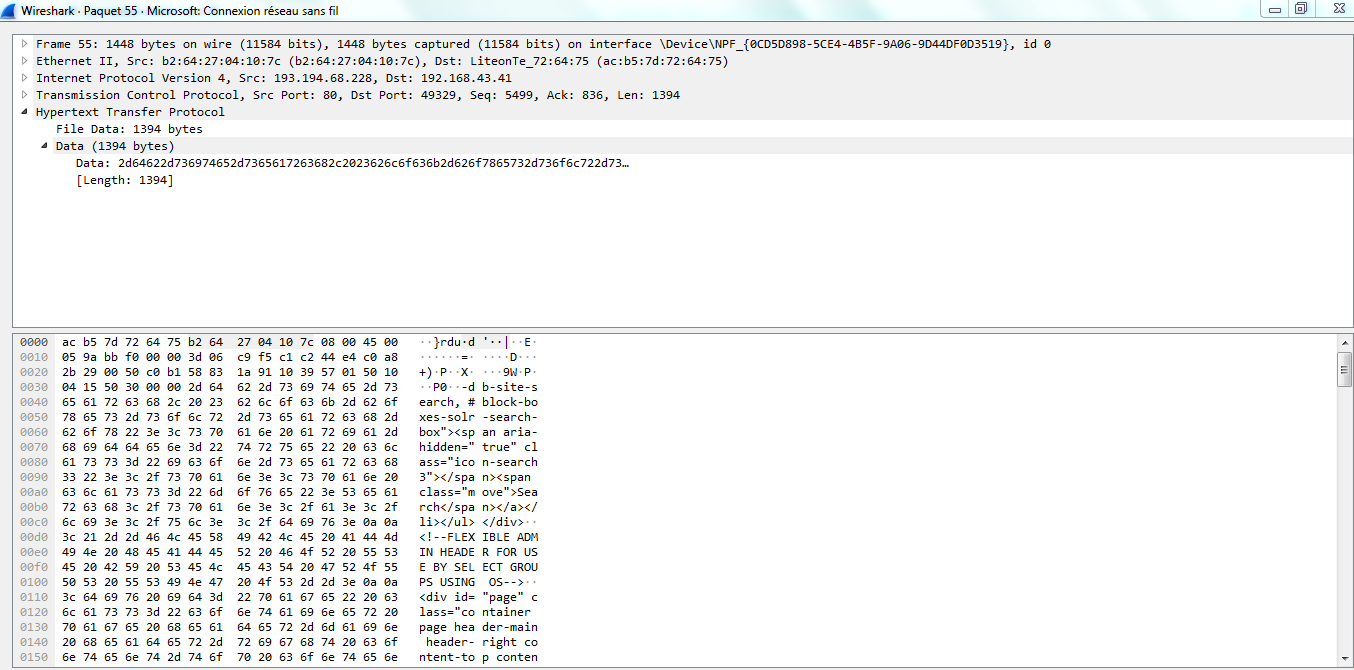 Wireshark · Paquet 55 · Microsoft: Connexion réseau sans fil
Frame 55: 1448 bytes on wire (11584 bits), 1448 bytes captured (11584 bits) on interface \Device\NPF_{0CD5D898-5CE4-4B5F-9A06-9D44DF0D3519}, id 0
Ethernet II, Src: b2:64:27:04:10:7c (b2:64:27:04:10:7c), Dst: LiteonTe_72:64:75 (ac:b5:7d:72:64:75)
Internet Protocol Version 4, Src: 193.194.68.228, Dst: 192.168.43.41
Transmission Control Protocol, Src Port: 80, Dst Port: 49329, Seq: 5499, Ack: 836, Len: 1394
Hypertext Transfer Protocol
File Data: 1394 bytes
Data (1394 bytes)
Data: 2d64622d736974652d7365617263682c2023626c6f636b2d626f7865732d736f6c722d73…
[Length: 1394]
0000 ac b5 7d 72 64 75 b2 64 27 04 10 7c 08 00 45 00 ··}rdu·d '··|··E·
0010 05 9a bb f0 00 00 3d 06 c9 f5 c1 c2 44 e4 c0 a8 ······=· ····D···
0020 2b 29 00 50 c0 b1 58 83 1a 91 10 39 57 01 50 10 +)·P··X· ···9W·P·
0030 04 15 50 30 00 00 2d 64 62 2d 73 69 74 65 2d 73 ··P0··-d b-site-s
0040 65 61 72 63 68 2c 20 23 62 6c 6f 63 6b 2d 62 6f earch, # block-bo
0050 78 65 73 2d 73 6f 6c 72 2d 73 65 61 72 63 68 2d xes-solr -search-
0060 62 6f 78 22 3e 3c 73 70 61 6e 20 61 72 69 61 2d box"><sp an aria-
0070 68 69 64 64 65 6e 3d 22 74 72 75 65 22 20 63 6c hidden=" true" cl
0080 61 73 73 3d 22 69 63 6f 6e 2d 73 65 61 72 63 68 ass="ico n-search
0090 33 22 3e 3c 2f 73 70 61 6e 3e 3c 73 70 61 6e 20 3"></spa n><span
00a0 63 6c 61 73 73 3d 22 6d 6f 76 65 22 3e 53 65 61 class="m ove">Sea
00b0 72 63 68 3c 2f 73 70 61 6e 3e 3c 2f 61 3e 3c 2f rch</spa n></a></
00c0 6c 69 3e 3c 2f 75 6c 3e 3c 2f 64 69 76 3e 0a 0a li></ul> </div>··
00d0 3c 21 2d 2d 46 4c 45 58 49 42 4c 45 20 41 44 4d <!--FLEX IBLE ADM
00e0 49 4e 20 48 45 41 44 45 52 20 46 4f 52 20 55 53 IN HEADE R FOR US
00f0 45 20 42 59 20 53 45 4c 45 43 54 20 47 52 4f 55 E BY SEL ECT GROU
0100 50 53 20 55 53 49 4e 47 20 4f 53 2d 2d 3e 0a 0a PS USING OS-->··
0110 3c 64 69 76 20 69 64 3d 22 70 61 67 65 22 20 63 <div id= "page" c
0120 6c 61 73 73 3d 22 63 6f 6e 74 61 69 6e 65 72 20 lass="co ntainer
0130 70 61 67 65 20 68 65 61 64 65 72 2d 6d 61 69 6e page hea der-main
0140 20 68 65 61 64 65 72 2d 72 69 67 68 74 20 63 6f header- right co
0150 6e 74 65 6e 74 2d 74 6f 70 20 63 6f 6e 74 65 6e ntent-to p conten